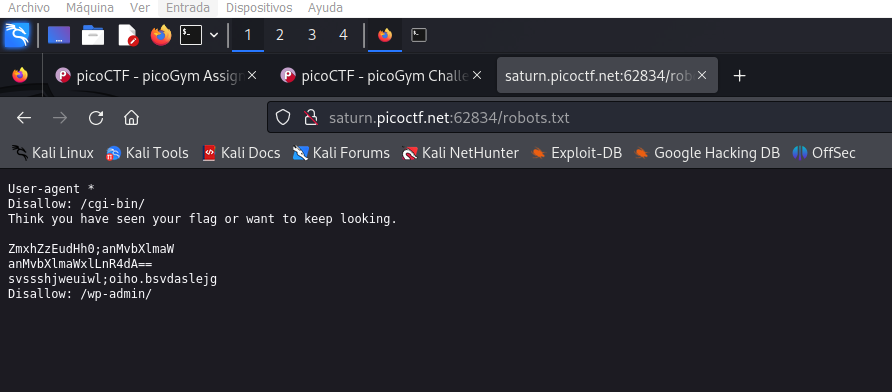 Archivo Máquina Ver Entrada Dispositivos Ayuda
1 2 3 4
picoCTF - picoGym Assign picoCTF - picoGym Challe saturn.picoctf.net:62834/rob
saturn.picoctf.net:62834/robots.txt
Kali Linux Kali Tools Kali Docs Kali Forums Kali NetHunter Exploit-DB Google Hacking DB OffSec
User-agent *
Disallow: /cgi-bin/
Think you have seen your flag or want to keep looking.
ZmxhZzEudHh0;anMvbXlmaW
anMvbXlmaWxlLnR4dA==
svssshjweuiwl;oiho.bsvdaslejg
Disallow: /wp-admin/